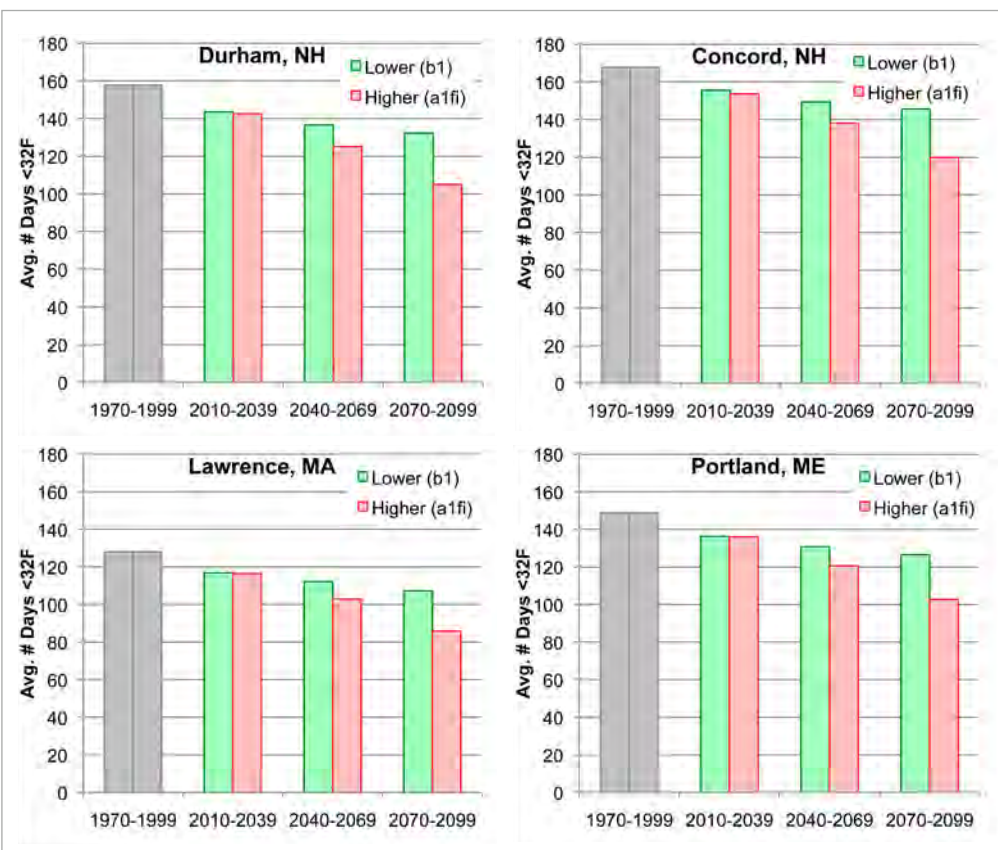 Durham, NH
Lower (b1)
Higher (a1fi)
Avg. # Days <32F
180
160
140
120
100
80
60
40
20
0
1970-1999 2010-2039 2040-2069 2070-2099
Concord, NH
Lower (b1)
Higher (a1fi)
Avg. # Days <32F
180
160
140
120
100
80
60
40
20
0
1970-1999 2010-2039 2040-2069 2070-2099
Lawrence, MA
Lower (b1)
Higher (a1fi)
Avg. # Days <32F
180
160
140
120
100
80
60
40
20
0
1970-1999 2010-2039 2040-2069 2070-2099
Portland, ME
Lower (b1)
Higher (a1fi)
Avg. # Days <32F
180
160
140
120
100
80
60
40
20
0
1970-1999 2010-2039 2040-2069 2070-2099